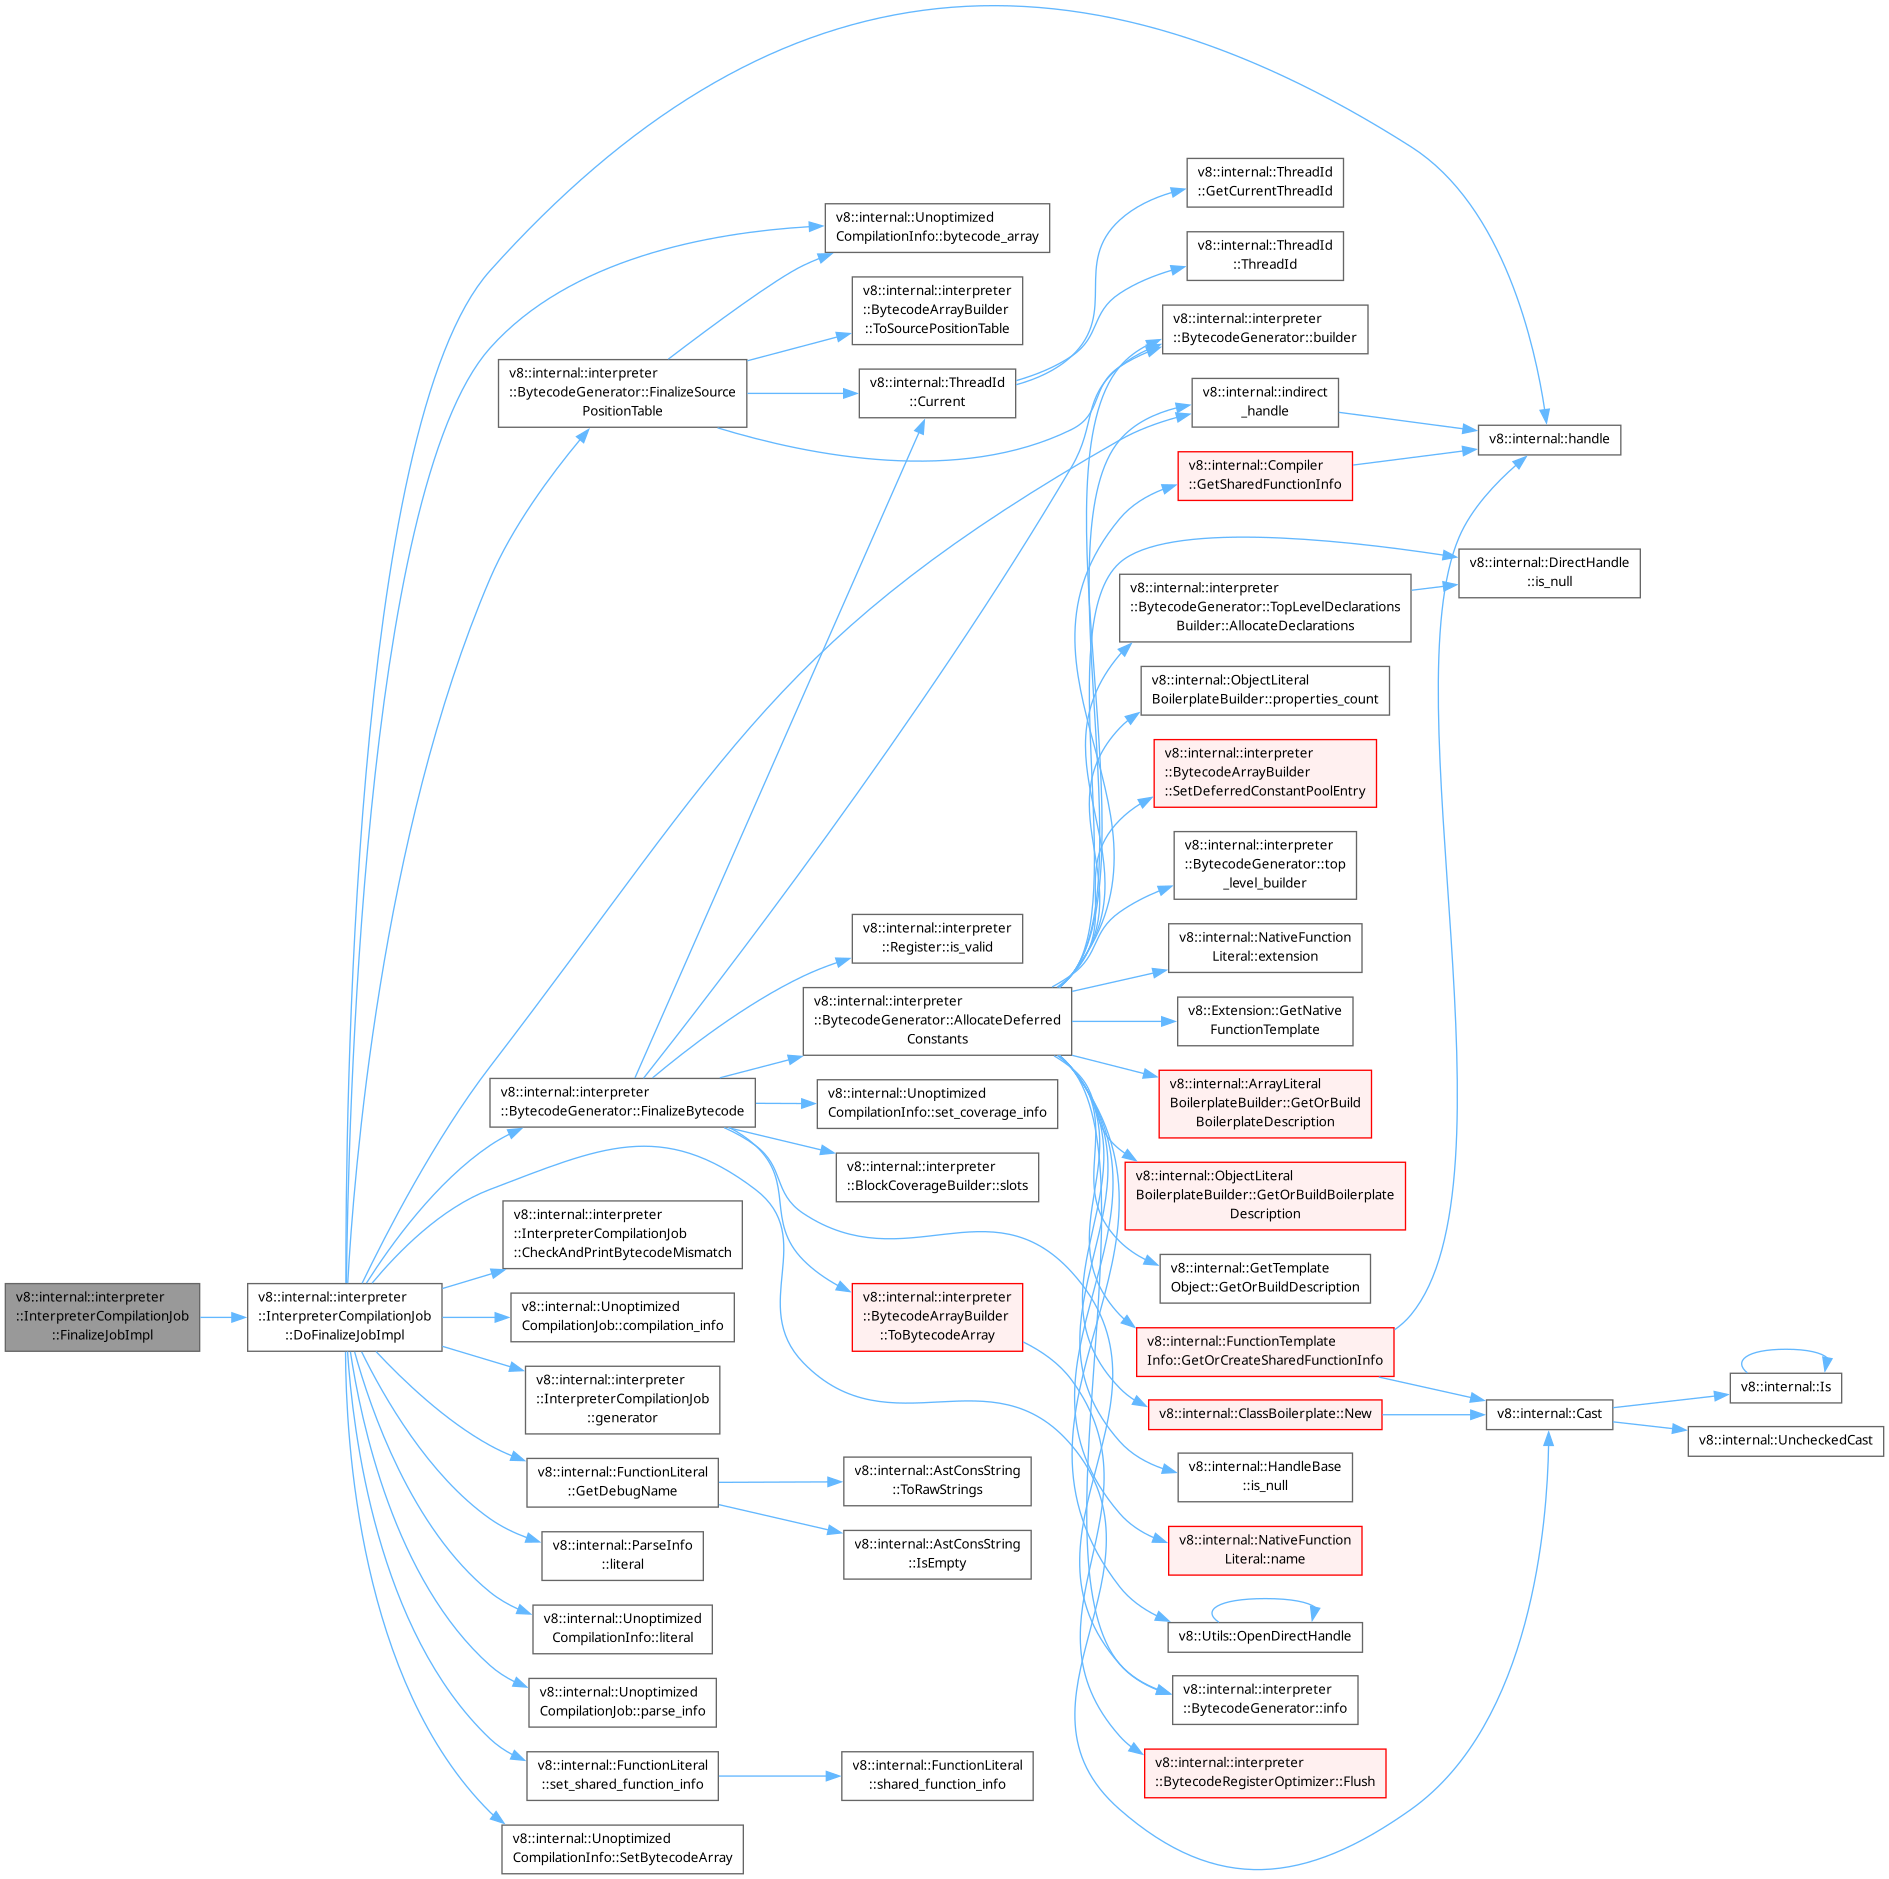 v8::internal::interpreter
::InterpreterCompilationJob
::FinalizeJobImpl
v8::internal::interpreter
::InterpreterCompilationJob
::DoFinalizeJobImpl
v8::internal::interpreter
::BytecodeGenerator::FinalizeSource
PositionTable
v8::internal::interpreter
::BytecodeGenerator::FinalizeBytecode
v8::internal::interpreter
::InterpreterCompilationJob
::CheckAndPrintBytecodeMismatch
v8::internal::Unoptimized
CompilationJob::compilation_info
v8::internal::interpreter
::InterpreterCompilationJob
::generator
v8::internal::FunctionLiteral
::GetDebugName
v8::internal::ParseInfo
::literal
v8::internal::Unoptimized
CompilationInfo::literal
v8::internal::Unoptimized
CompilationJob::parse_info
v8::internal::FunctionLiteral
::set_shared_function_info
v8::internal::Unoptimized
CompilationInfo::SetBytecodeArray
v8::internal::Unoptimized
CompilationInfo::bytecode_array
v8::internal::interpreter
::BytecodeArrayBuilder
::ToSourcePositionTable
v8::internal::ThreadId
::Current
v8::internal::interpreter
::Register::is_valid
v8::internal::interpreter
::BytecodeGenerator::AllocateDeferred
Constants
v8::internal::Unoptimized
CompilationInfo::set_coverage_info
v8::internal::interpreter
::BlockCoverageBuilder::slots
v8::internal::interpreter
::BytecodeArrayBuilder
::ToBytecodeArray
v8::internal::AstConsString
::ToRawStrings
v8::internal::AstConsString
::IsEmpty
v8::internal::FunctionLiteral
::shared_function_info
v8::internal::ThreadId
::GetCurrentThreadId
v8::internal::ThreadId
::ThreadId
v8::internal::interpreter
::BytecodeGenerator::builder
v8::internal::indirect
_handle
v8::internal::Compiler
::GetSharedFunctionInfo
v8::internal::interpreter
::BytecodeGenerator::TopLevelDeclarations
Builder::AllocateDeclarations
v8::internal::ObjectLiteral
BoilerplateBuilder::properties_count
v8::internal::interpreter
::BytecodeArrayBuilder
::SetDeferredConstantPoolEntry
v8::internal::interpreter
::BytecodeGenerator::top
_level_builder
v8::internal::NativeFunction
Literal::extension
v8::Extension::GetNative
FunctionTemplate
v8::internal::ArrayLiteral
BoilerplateBuilder::GetOrBuild
BoilerplateDescription
v8::internal::ObjectLiteral
BoilerplateBuilder::GetOrBuildBoilerplate
Description
v8::internal::GetTemplate
Object::GetOrBuildDescription
v8::internal::FunctionTemplate
Info::GetOrCreateSharedFunctionInfo
v8::internal::ClassBoilerplate::New
v8::internal::HandleBase
::is_null
v8::internal::NativeFunction
Literal::name
v8::Utils::OpenDirectHandle
v8::internal::interpreter
::BytecodeGenerator::info
v8::internal::interpreter
::BytecodeRegisterOptimizer::Flush
v8::internal::handle
v8::internal::DirectHandle
::is_null
v8::internal::Cast
v8::internal::Is
v8::internal::UncheckedCast